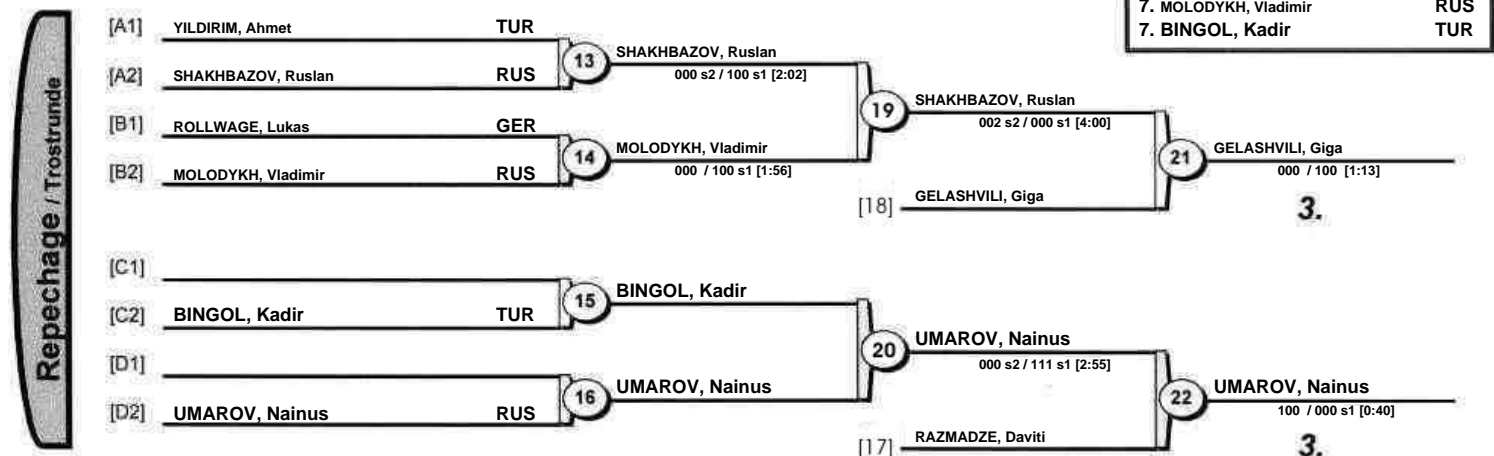 7. MOLODYKH, Vladimir RUS
7. BINGOL, Kadir TUR
Repechage / Trostrunde
[A1] YILDIRIM, Ahmet TUR
13
SHAKHBAZOV, Ruslan
000 s2 / 100 s1 [2:02]
[A2] SHAKHBAZOV, Ruslan RUS
19
SHAKHBAZOV, Ruslan
002 s2 / 000 s1 [4:00]
[B1] ROLLWAGE, Lukas GER
14
MOLODYKH, Vladimir
000 / 100 s1 [1:56]
[B2] MOLODYKH, Vladimir RUS
21
GELASHVILI, Giga
000 / 100 [1:13]
[18] GELASHVILI, Giga
3.
[C1]
15
BINGOL, Kadir
[C2] BINGOL, Kadir TUR
20
UMAROV, Nainus
000 s2 / 111 s1 [2:55]
[D1]
16
UMAROV, Nainus
[D2] UMAROV, Nainus RUS
22
UMAROV, Nainus
100 / 000 s1 [0:40]
[17] RAZMADZE, Daviti
3.